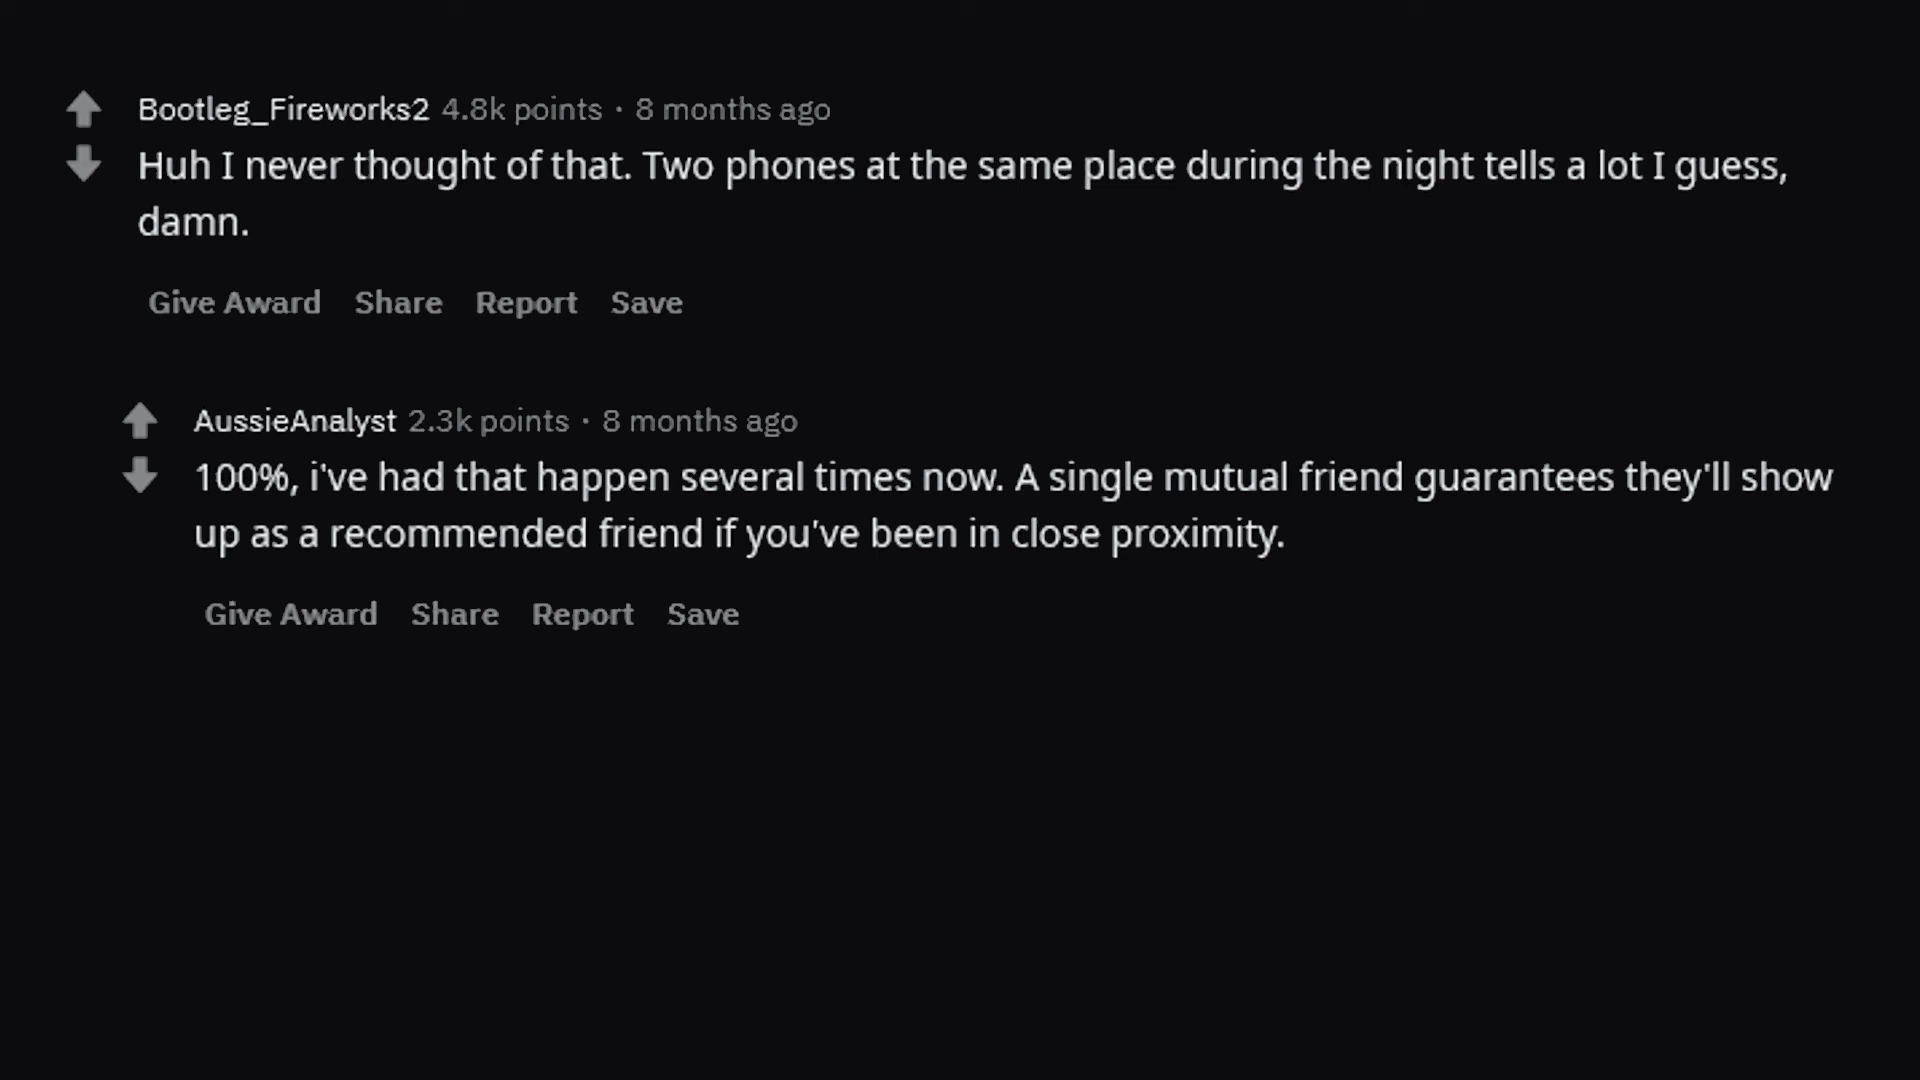 Bootleg_Fireworks2 4.8k points · 8 months ago
Huh I never thought of that. Two phones at the same place during the night tells a lot I guess,
damn.
Give Award Share Report Save
AussieAnalyst 2.3k points · 8 months ago
100%, i've had that happen several times now. A single mutual friend guarantees they'll show
up as a recommended friend if you've been in close proximity.
Give Award Share Report Save